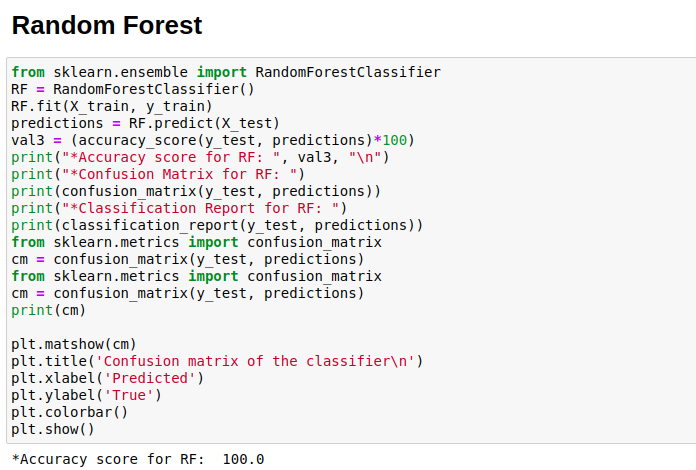 Random Forest
from sklearn.ensemble import RandomForestClassifier
RF = RandomForestClassifier()
RF.fit(X_train, y_train)
predictions = RF.predict(X_test)
val3 = (accuracy_score(y_test, predictions)*100)
print("*Accuracy score for RF: ", val3, "\n")
print("*Confusion Matrix for RF: ")
print(confusion_matrix(y_test, predictions))
print("*Classification Report for RF: ")
print(classification_report(y_test, predictions))
from sklearn.metrics import confusion_matrix
cm = confusion_matrix(y_test, predictions)
from sklearn.metrics import confusion_matrix
cm = confusion_matrix(y_test, predictions)
print(cm)
plt.matshow(cm)
plt.title('Confusion matrix of the classifier\n')
plt.xlabel('Predicted')
plt.ylabel('True')
plt.colorbar()
plt.show()
*Accuracy score for RF:  100.0